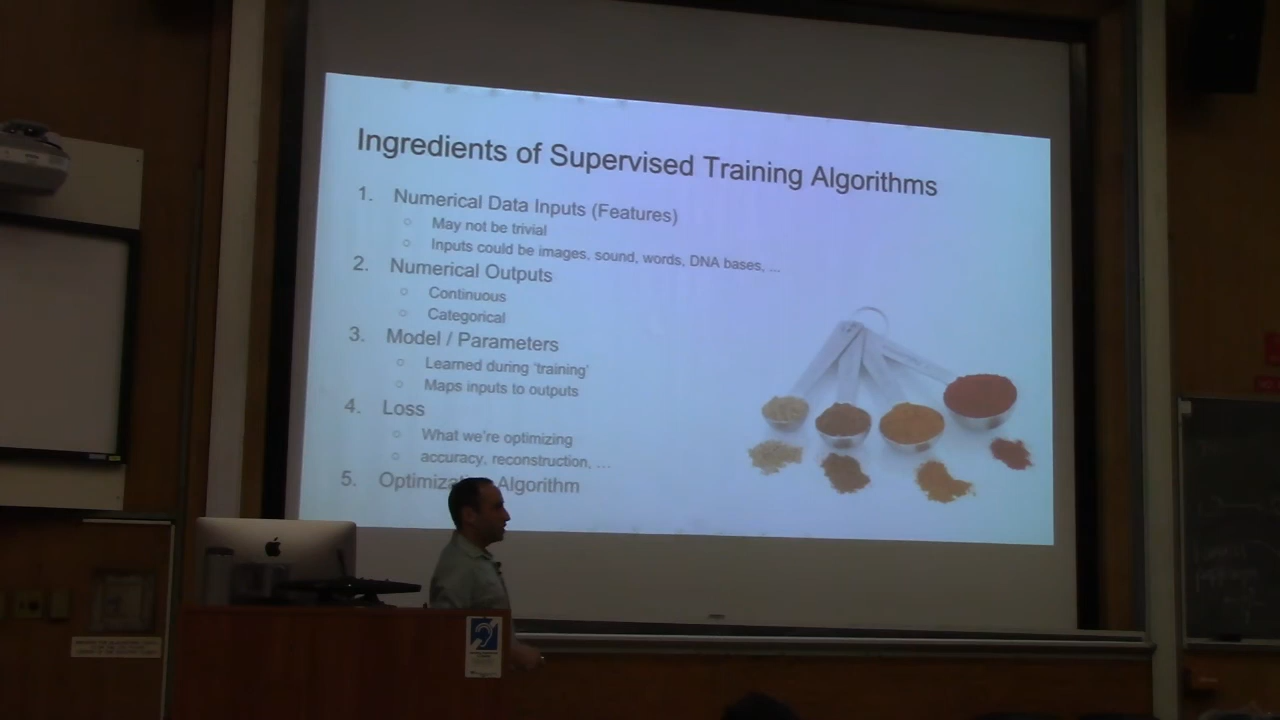 Ingredients of Supervised Training Algorithms
1. Numerical Data Inputs (Features)
○ May not be trivial
○ Inputs could be images, sound, words, DNA bases, ...
2. Numerical Outputs
○ Continuous
○ Categorical
3. Model / Parameters
○ Learned during 'training'
○ Maps inputs to outputs
4. Loss
○ What we're optimizing
○ accuracy, reconstruction, ...
5. Optimiza Algorithm